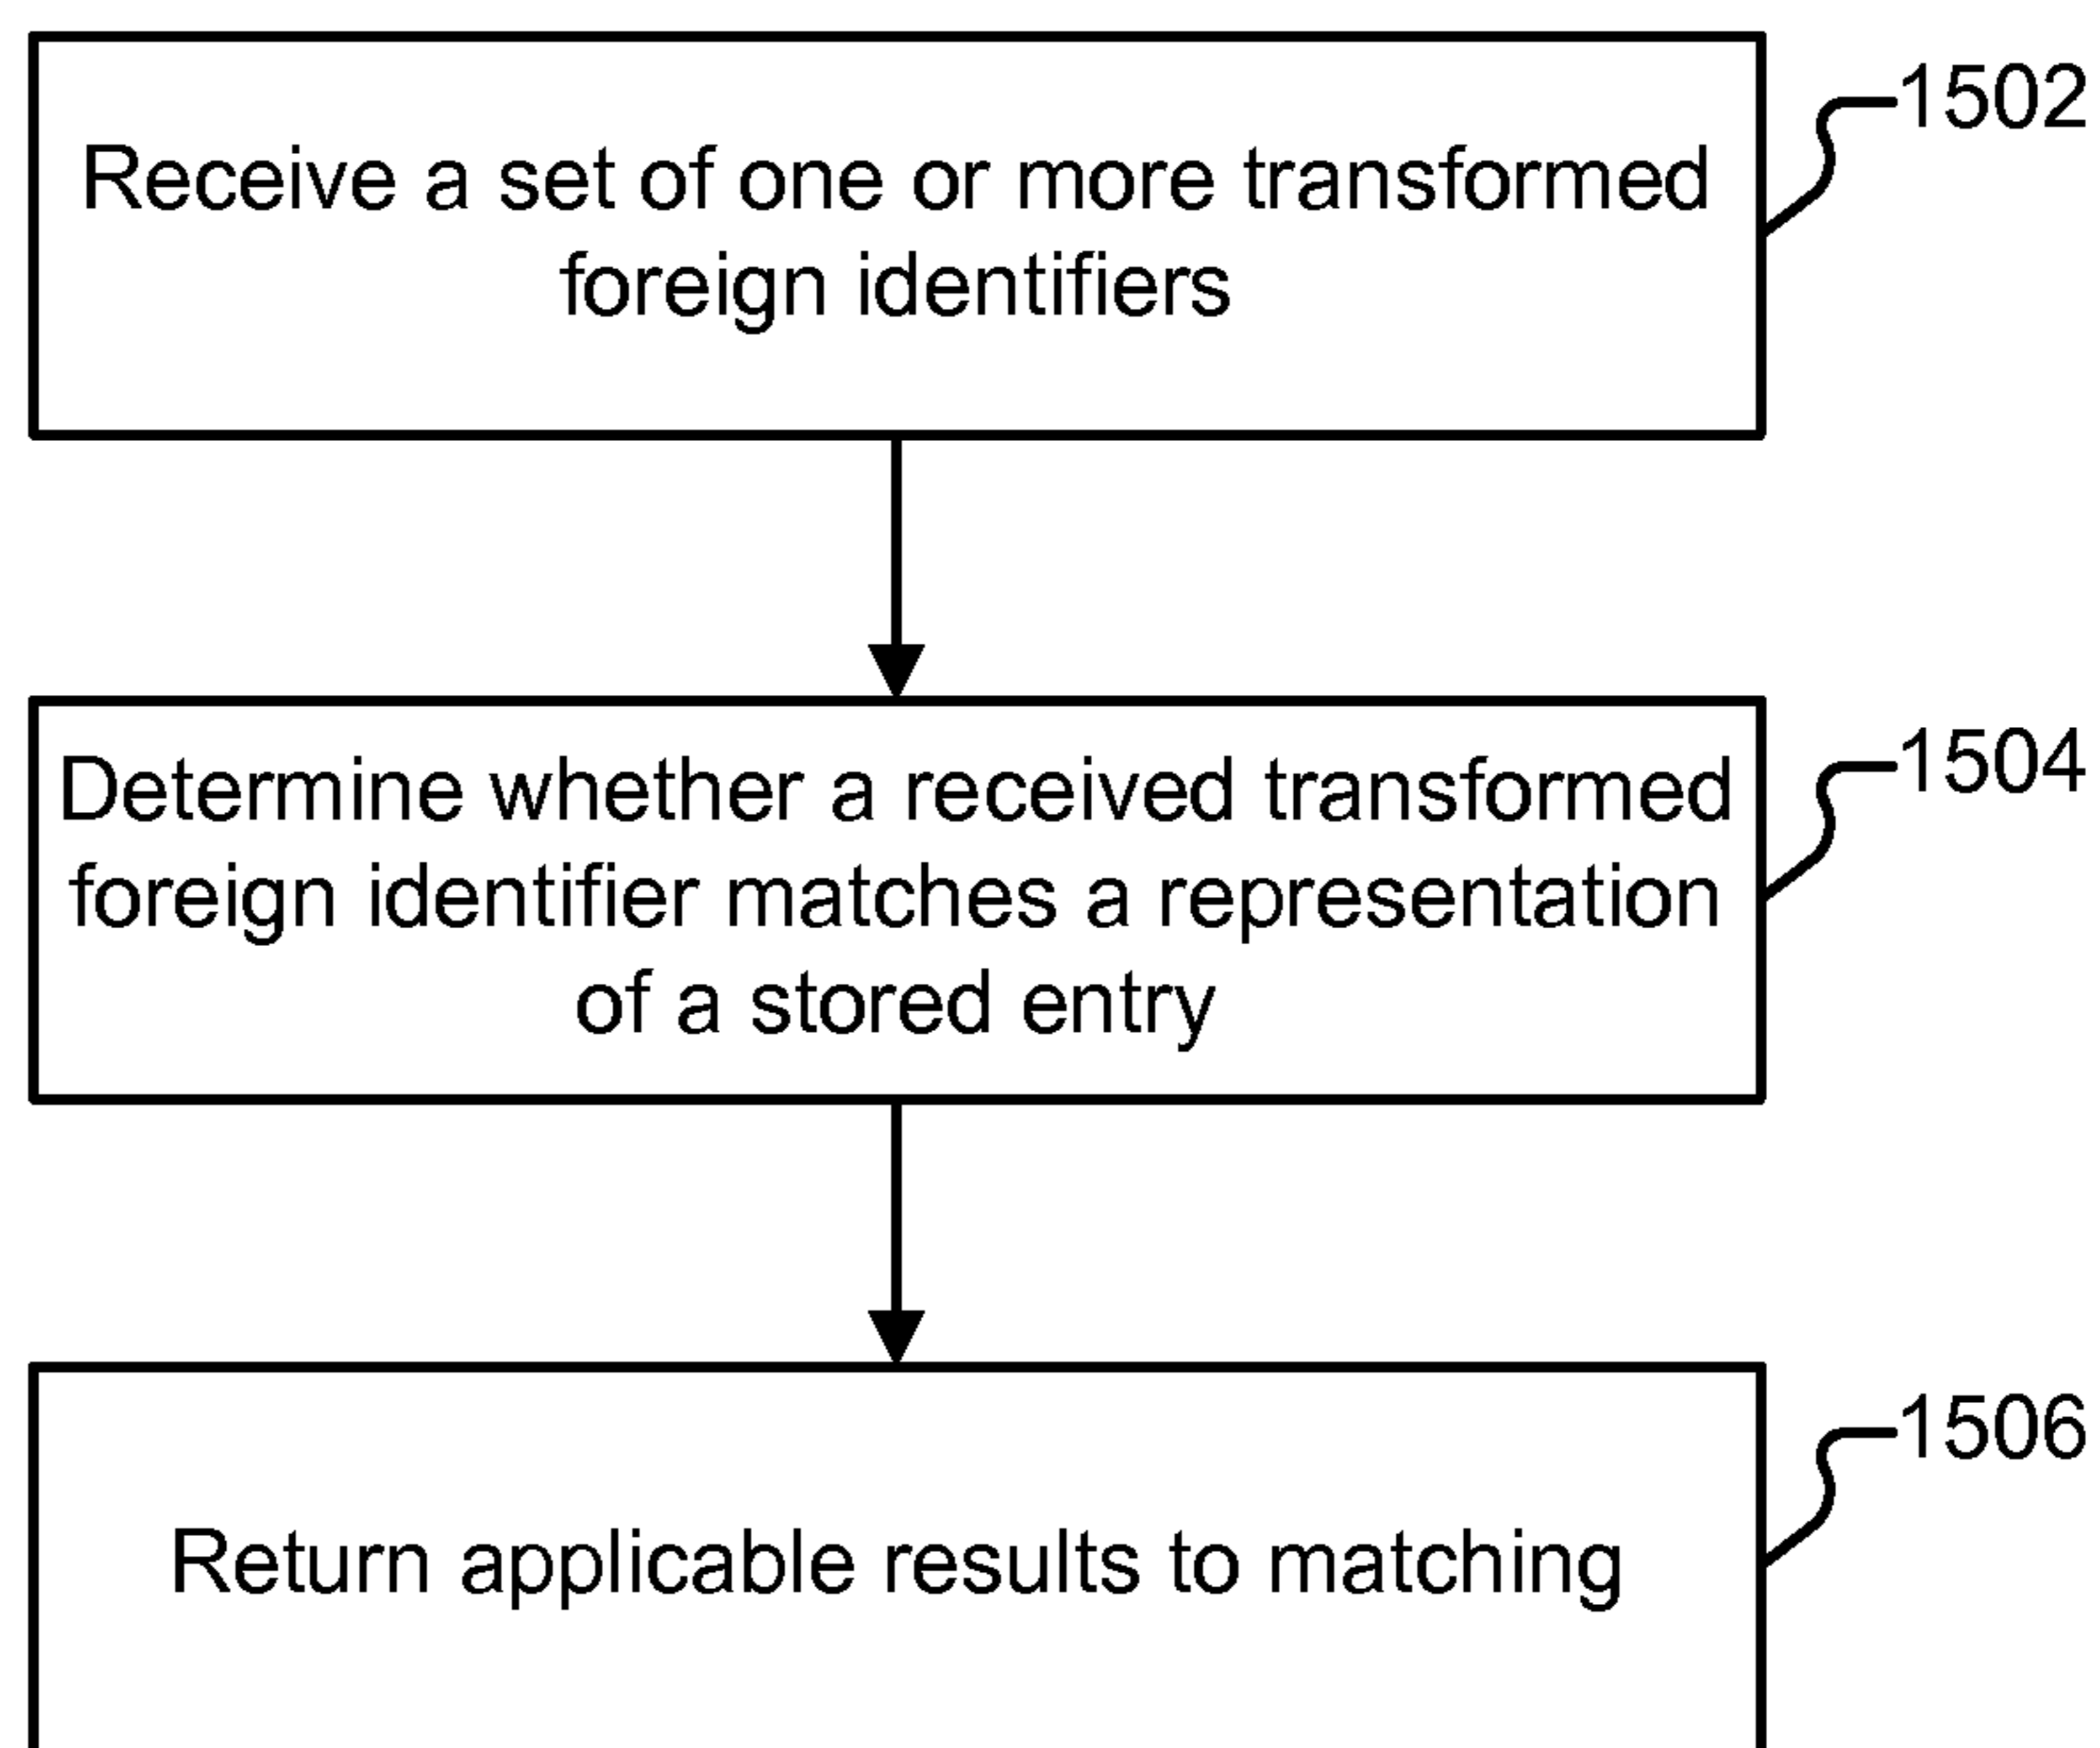 1502
Receive a set of one or more transformed
foreign identifiers
1504
Determine whether a received transformed
foreign identifier matches a representation
of a stored entry
1506
Return applicable results to matching